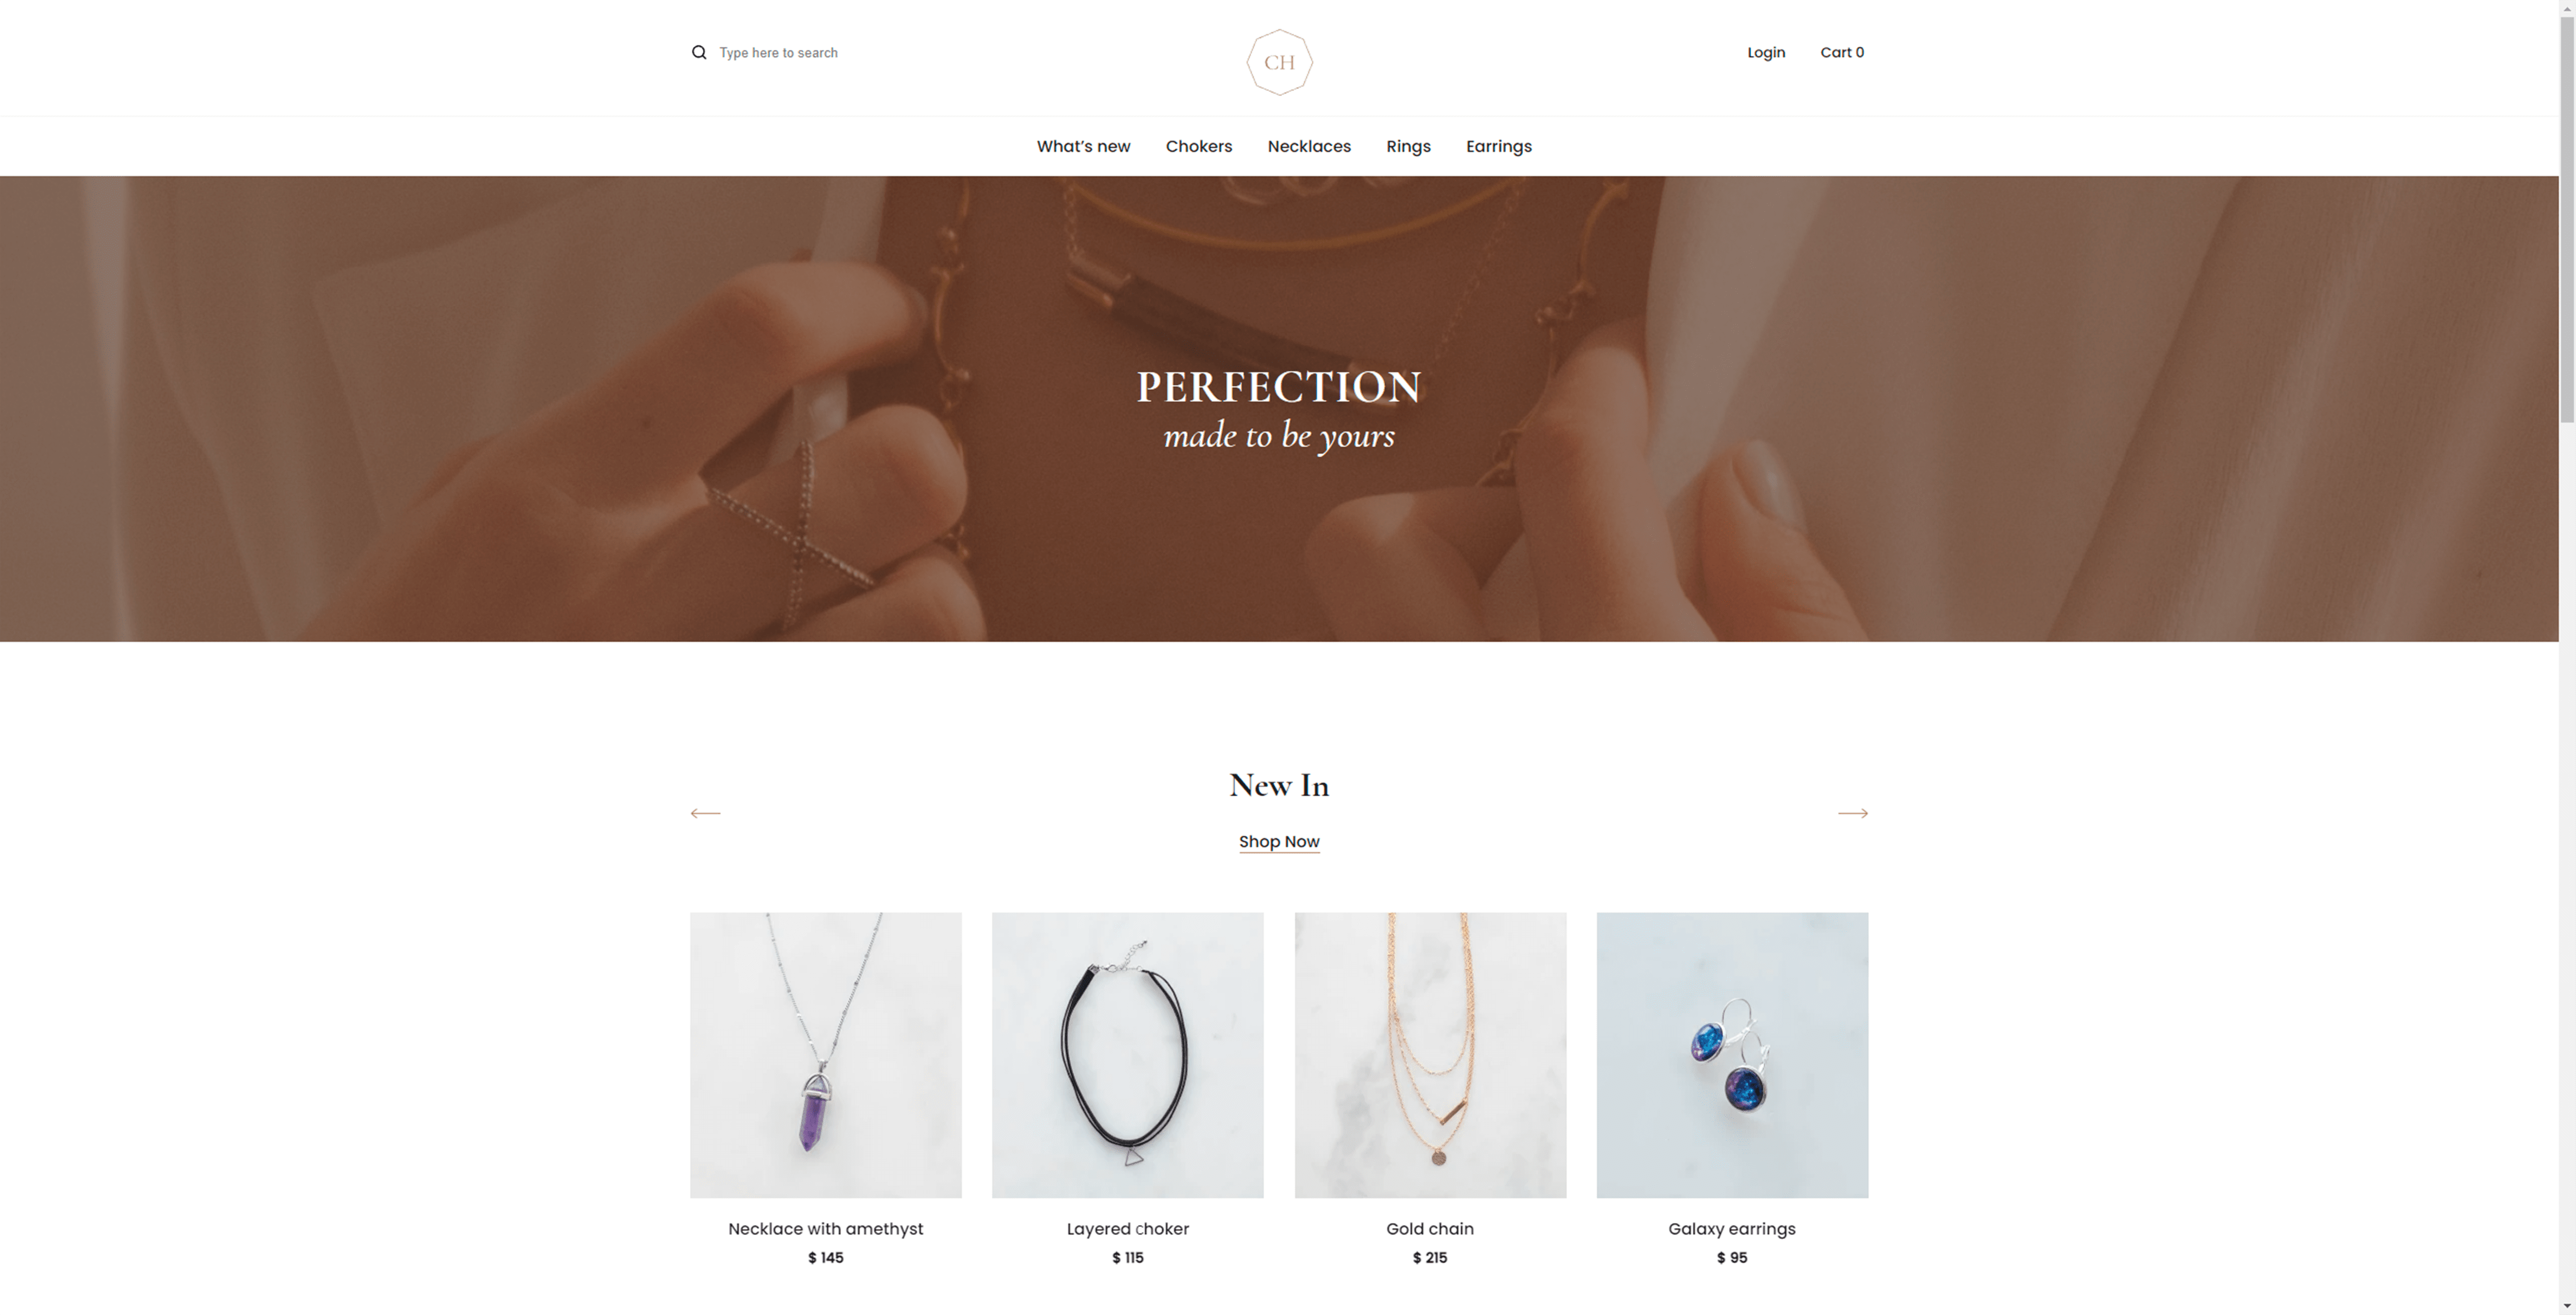 Type here to search
CH
Login
Cart 0
What's new
Chokers
Necklaces
Rings
Earrings
PERFECTION
made to be yours
New In
Shop Now
Necklace with amethyst
$ 145
Layered choker
$ 115
Gold chain
$ 215
Galaxy earrings
$ 95